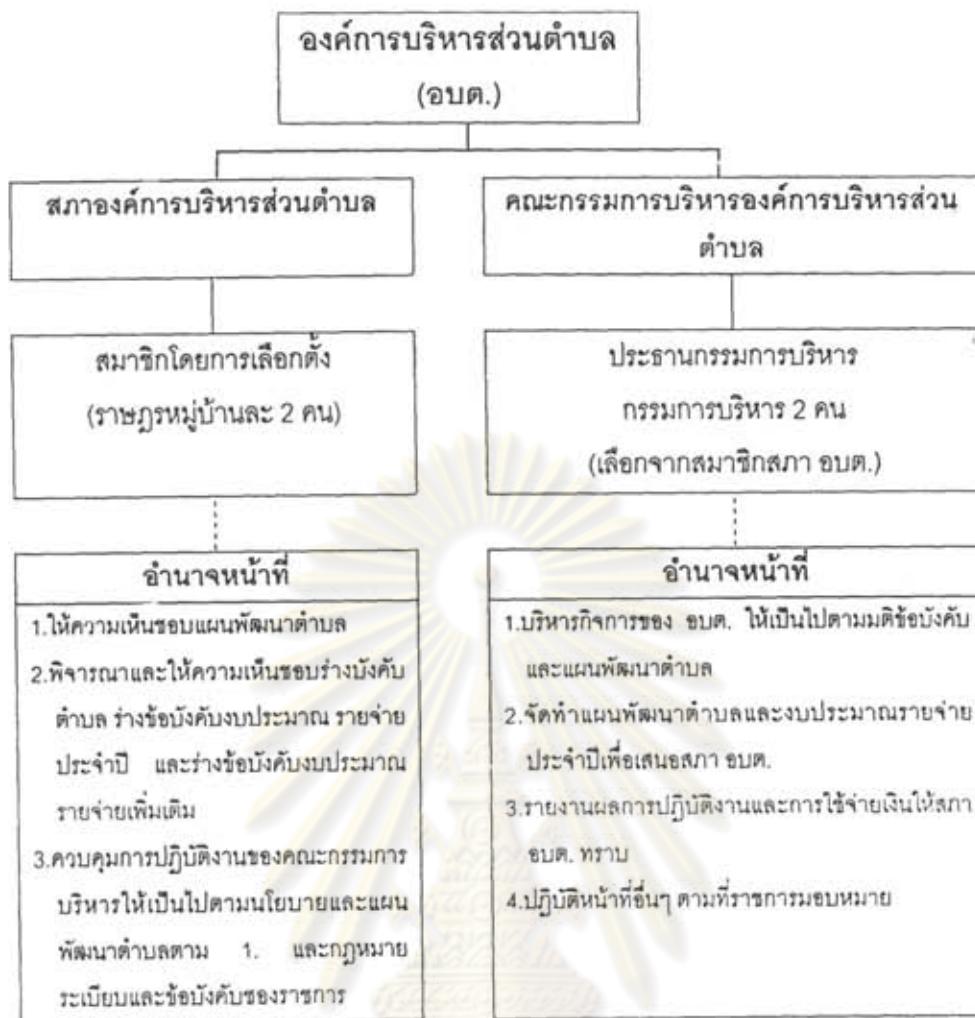 องค์การบริหารส่วนตำบล
(อบต.)
สภาองค์การบริหารส่วนตำบล
คณะกรรมการบริหารองค์การบริหารส่วน
ตำบล
สมาชิกโดยการเลือกตั้ง
(ราษฎรหมู่บ้านละ 2 คน)
ประธานกรรมการบริหาร
กรรมการบริหาร 2 คน
(เลือกจากสมาชิกสภา อบต.)
อำนาจหน้าที่
1.ให้ความเห็นชอบแผนพัฒนาตำบล
2.พิจารณาและให้ความเห็นชอบร่างบังคับ
ตำบล ร่างข้อบังคับงบประมาณ รายจ่าย
ประจำปี และร่างข้อบังคับงบประมาณ
รายจ่ายเพิ่มเติม
3.ควบคุมการปฏิบัติงานของคณะกรรมการ
บริหารให้เป็นไปตามนโยบายและแผน
พัฒนาตำบลตาม 1. และกฎหมาย
ระเบียบและข้อบังคับของราชการ
อำนาจหน้าที่
1.บริหารกิจการของ อบต. ให้เป็นไปตามมติข้อบังคับ
และแผนพัฒนาตำบล
2.จัดทำแผนพัฒนาตำบลและงบประมาณรายจ่าย
ประจำปีเพื่อเสนอสภา อบต.
3.รายงานผลการปฏิบัติงานและการใช้จ่ายเงินให้สภา
อบต. ทราบ
4.ปฏิบัติหน้าที่อื่นๆ ตามที่ราชการมอบหมาย